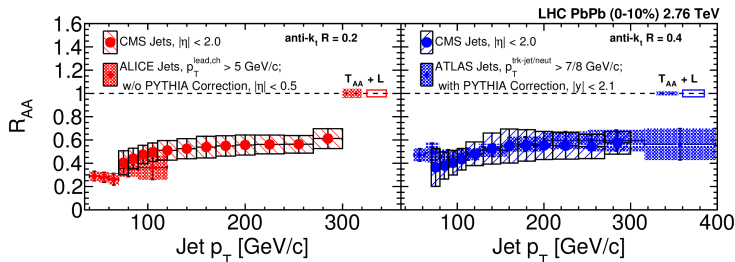 LHC PbPb (0-10%) 2.76 TeV
1.6
1.4
1.2
1
0.8
0.6
0.4
0.2
0
R_AA
CMS Jets, |η| < 2.0
anti-k_t R = 0.2
ALICE Jets, p_T^lead,ch > 5 GeV/c;
w/o PYTHIA Correction, |η| < 0.5
T_AA + L
100 200 300
Jet p_T [GeV/c]
CMS Jets, |η| < 2.0
anti-k_t R = 0.4
ATLAS Jets, p_T^trk-jet/neut > 7/8 GeV/c;
with PYTHIA Correction, |y| < 2.1
T_AA + L
100 200 300 400
Jet p_T [GeV/c]